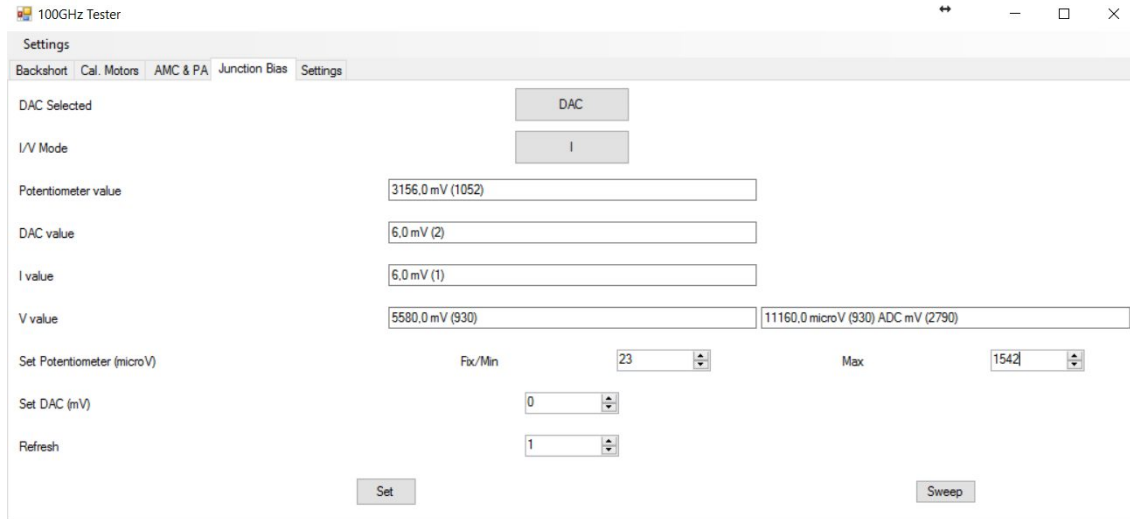 100GHz Tester
Settings
Backshort Cal. Motors AMC & PA Junction Bias Settings
DAC Selected DAC
I/V Mode I
Potentiometer value 3156,0 mV (1052)
DAC value 6,0 mV (2)
I value 6,0 mV (1)
V value 5580,0 mV (930) 11160,0 microV (930) ADC mV (2790)
Set Potentiometer (microV) Fix/Min 23 Max 1542
Set DAC (mV) 0
Refresh 1
Set Sweep